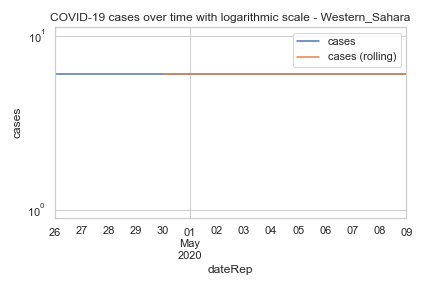 COVID-19 cases over time with logarithmic scale - Western_Sahara
cases
cases (rolling)
10¹
cases
10⁰
26 27 28 29 30 01 02 03 04 05 06 07 08 09
May
2020
dateRep